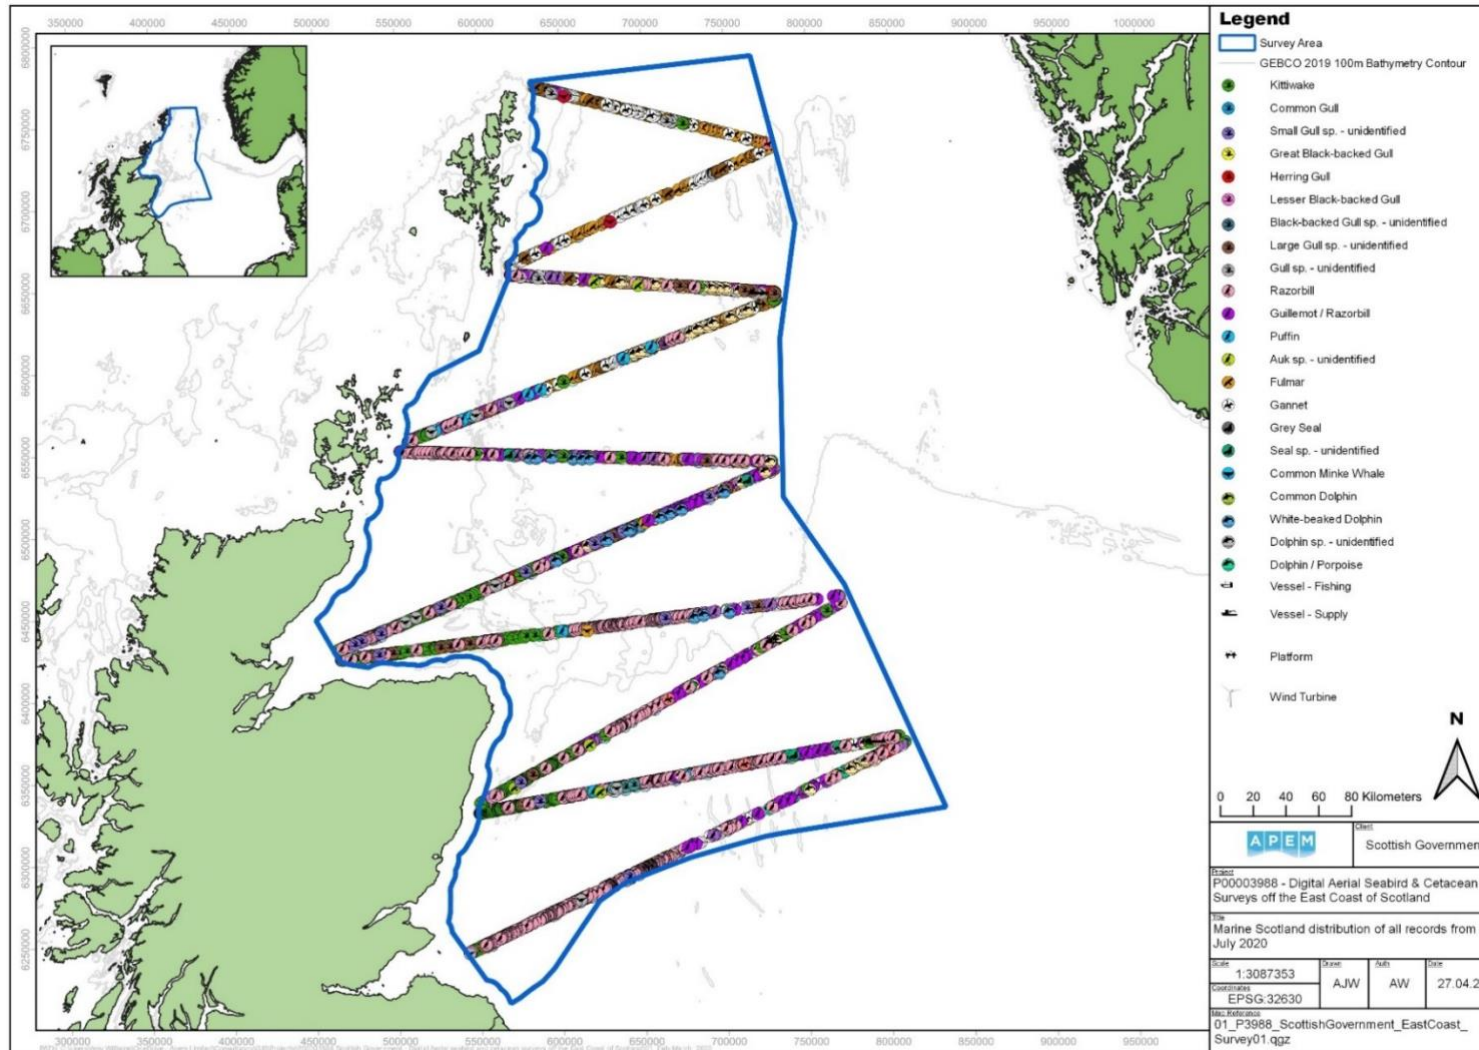 350000 400000 450000 500000 550000 600000 650000 700000 750000 800000 850000 900000 950000 1000000
6800000
6750000
6700000
6650000
6600000
6550000
6500000
6450000
6400000
6350000
6300000
6250000
300000 350000 400000 450000 500000 550000 600000 650000 700000 750000 800000 850000 900000 950000
Legend
Survey Area
GEBCO 2019 100m Bathymetry Contour
Kittiwake
Common Gull
Small Gull sp. - unidentified
Great Black-backed Gull
Herring Gull
Lesser Black-backed Gull
Black-backed Gull sp. - unidentified
Large Gull sp. - unidentified
Gull sp. - unidentified
Razorbill
Guillemot / Razorbill
Puffin
Auk sp. - unidentified
Fulmar
Gannet
Grey Seal
Seal sp. - unidentified
Common Minke Whale
Common Dolphin
White-beaked Dolphin
Dolphin sp. - unidentified
Dolphin / Porpoise
Vessel - Fishing
Vessel - Supply
Platform
Wind Turbine
N
0 20 40 60 80 Kilometers
APEM
Client
Scottish Governmen
Project
P00003988 - Digital Aerial Seabird & Cetacean
Surveys off the East Coast of Scotland
Title
Marine Scotland distribution of all records from
July 2020
Scale
1:3087353
Drawn
AJW
Auth
AW
Date
27.04.2
Coordinates
EPSG:32630
Map Reference
01_P3988_ScottishGovernment_EastCoast_
Survey01.qgz